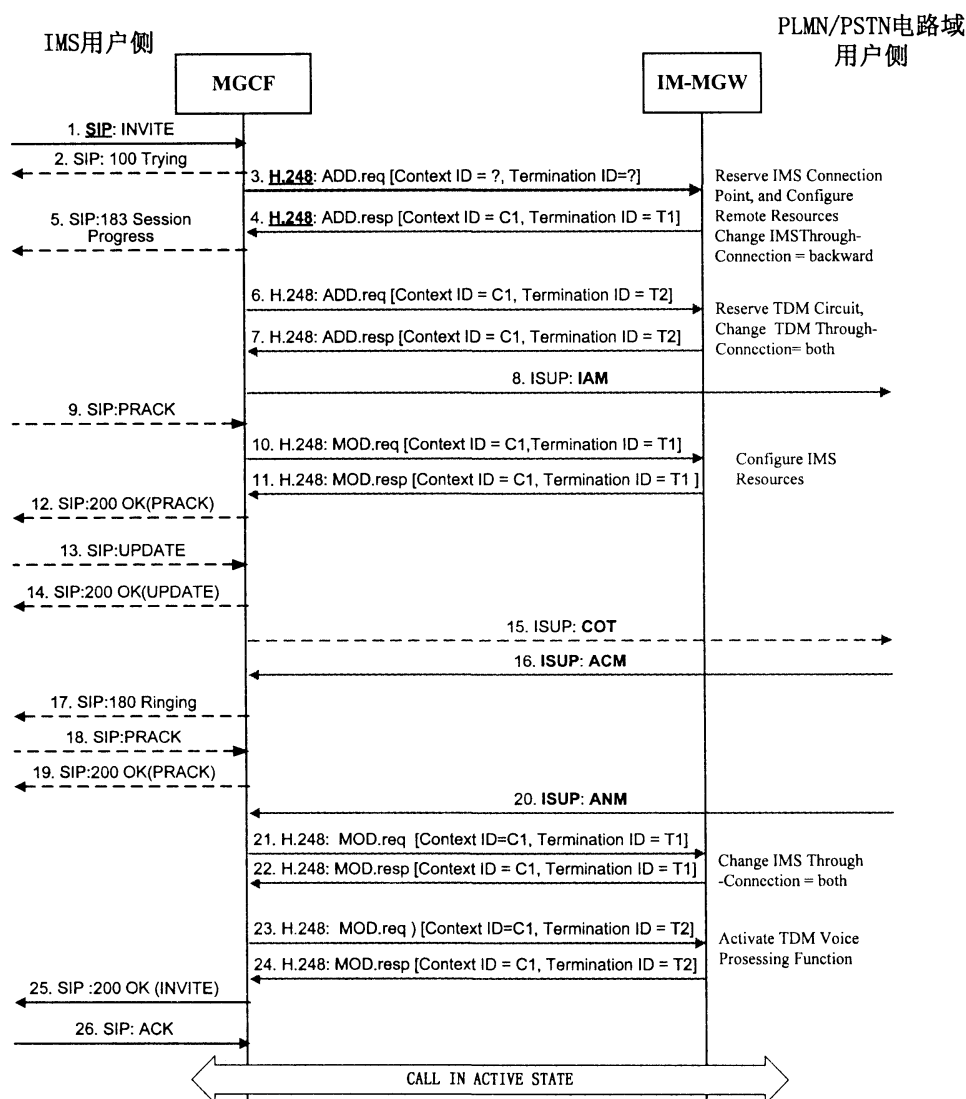 IMS用户侧
PLMN/PSTN电路域
用户侧
MGCF
IM-MGW
1. SIP: INVITE
2. SIP: 100 Trying
3. H.248: ADD.req [Context ID = ?, Termination ID=?]
Reserve IMS Connection
Point, and Configure
Remote Resources
Change IMSThrough-
Connection = backward
4. H.248: ADD.resp [Context ID = C1, Termination ID = T1]
5. SIP:183 Session
Progress
6. H.248: ADD.req [Context ID = C1, Termination ID = T2]
Reserve TDM Circuit,
Change TDM Through-
Connection= both
7. H.248: ADD.resp [Context ID = C1, Termination ID = T2]
8. ISUP: IAM
9. SIP:PRACK
10. H.248: MOD.req [Context ID = C1,Termination ID = T1]
Configure IMS
Resources
11. H.248: MOD.resp [Context ID = C1, Termination ID = T1 ]
12. SIP:200 OK(PRACK)
13. SIP:UPDATE
14. SIP:200 OK(UPDATE)
15. ISUP: COT
16. ISUP: ACM
17. SIP:180 Ringing
18. SIP:PRACK
19. SIP:200 OK(PRACK)
20. ISUP: ANM
21. H.248: MOD.req [Context ID=C1, Termination ID = T1]
Change IMS Through
-Connection = both
22. H.248: MOD.resp [Context ID = C1, Termination ID = T1]
23. H.248: MOD.req ) [Context ID=C1, Termination ID = T2]
Activate TDM Voice
Prosessing Function
24. H.248: MOD.resp [Context ID = C1, Termination ID = T2]
25. SIP :200 OK (INVITE)
26. SIP: ACK
CALL IN ACTIVE STATE